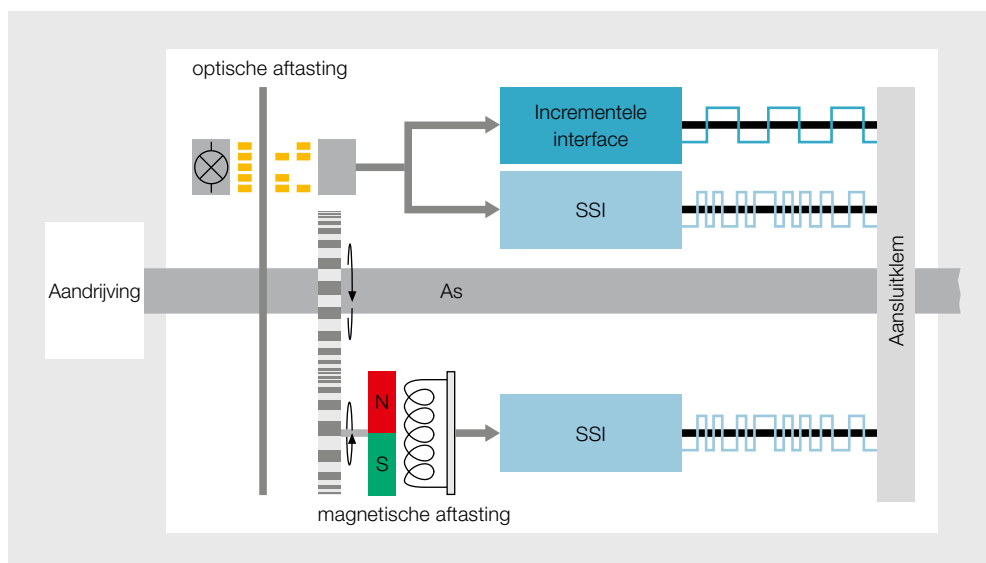 optische aftasting
Incrementele
interface
SSI
Aandrijving
As
Aansluitklem
N
S
SSI
magnetische aftasting